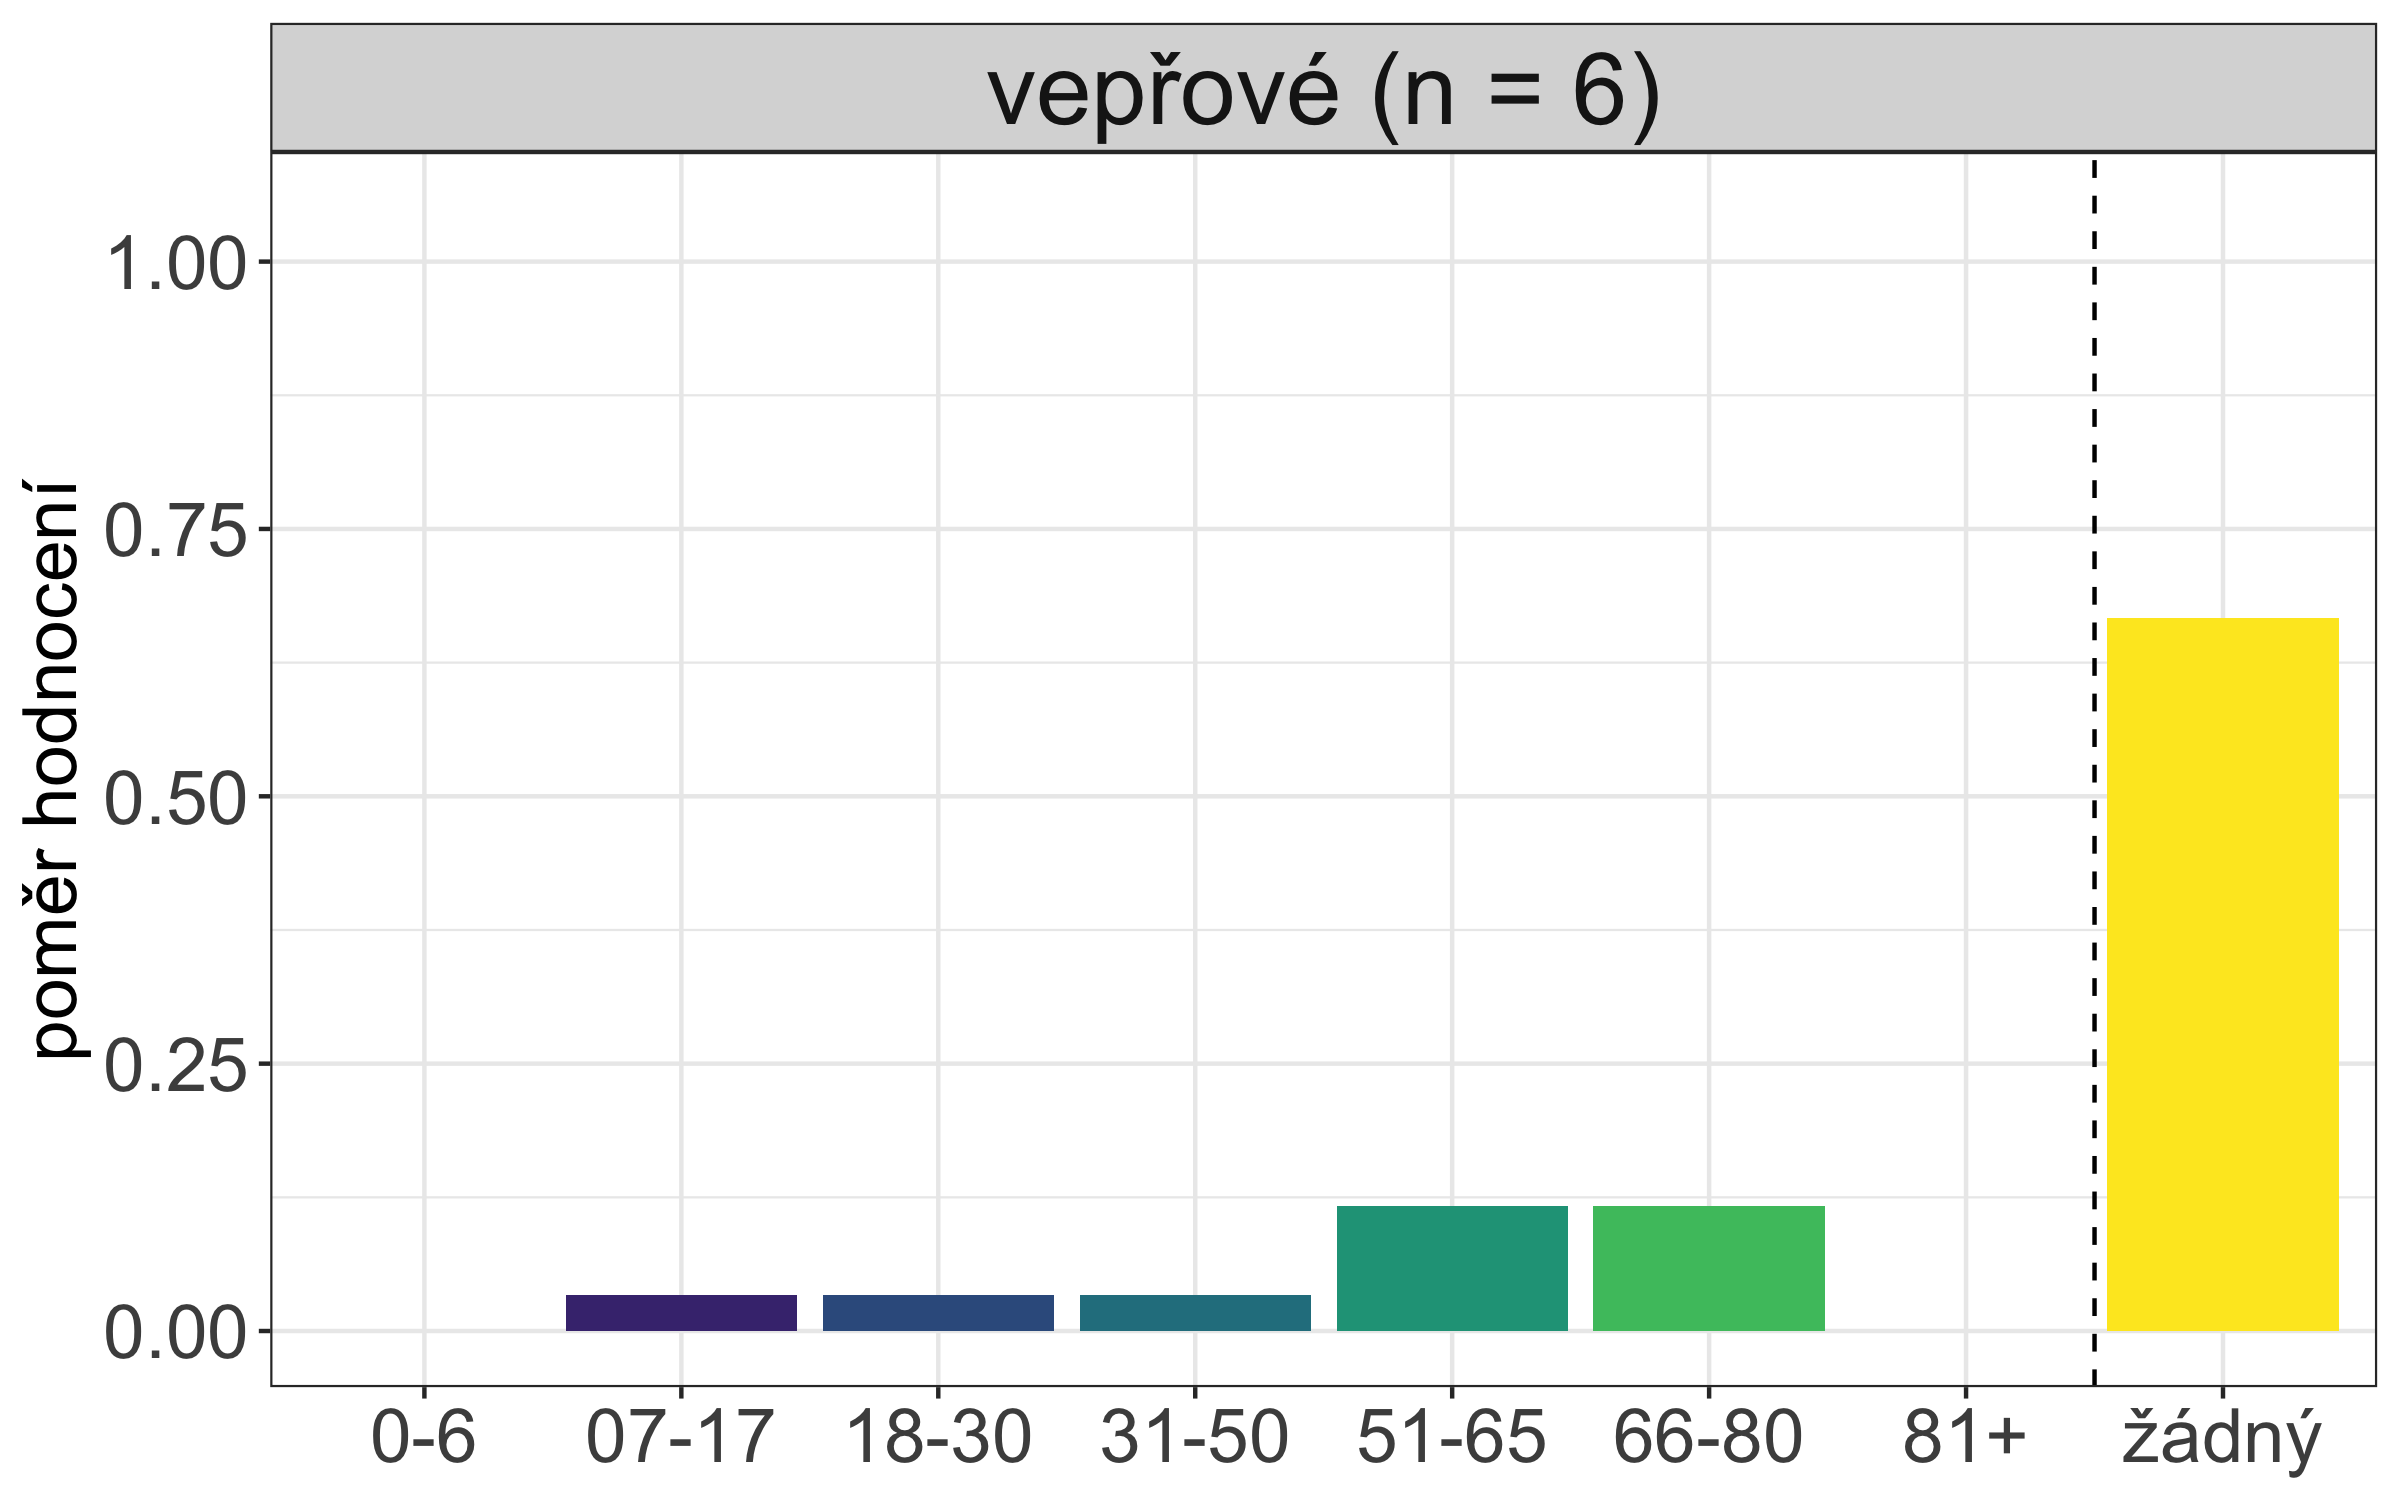 vepřové (n = 6)
poměr hodnocení
1.00
0.75
0.50
0.25
0.00
0-6 07-17 18-30 31-50 51-65 66-80 81+ žádný